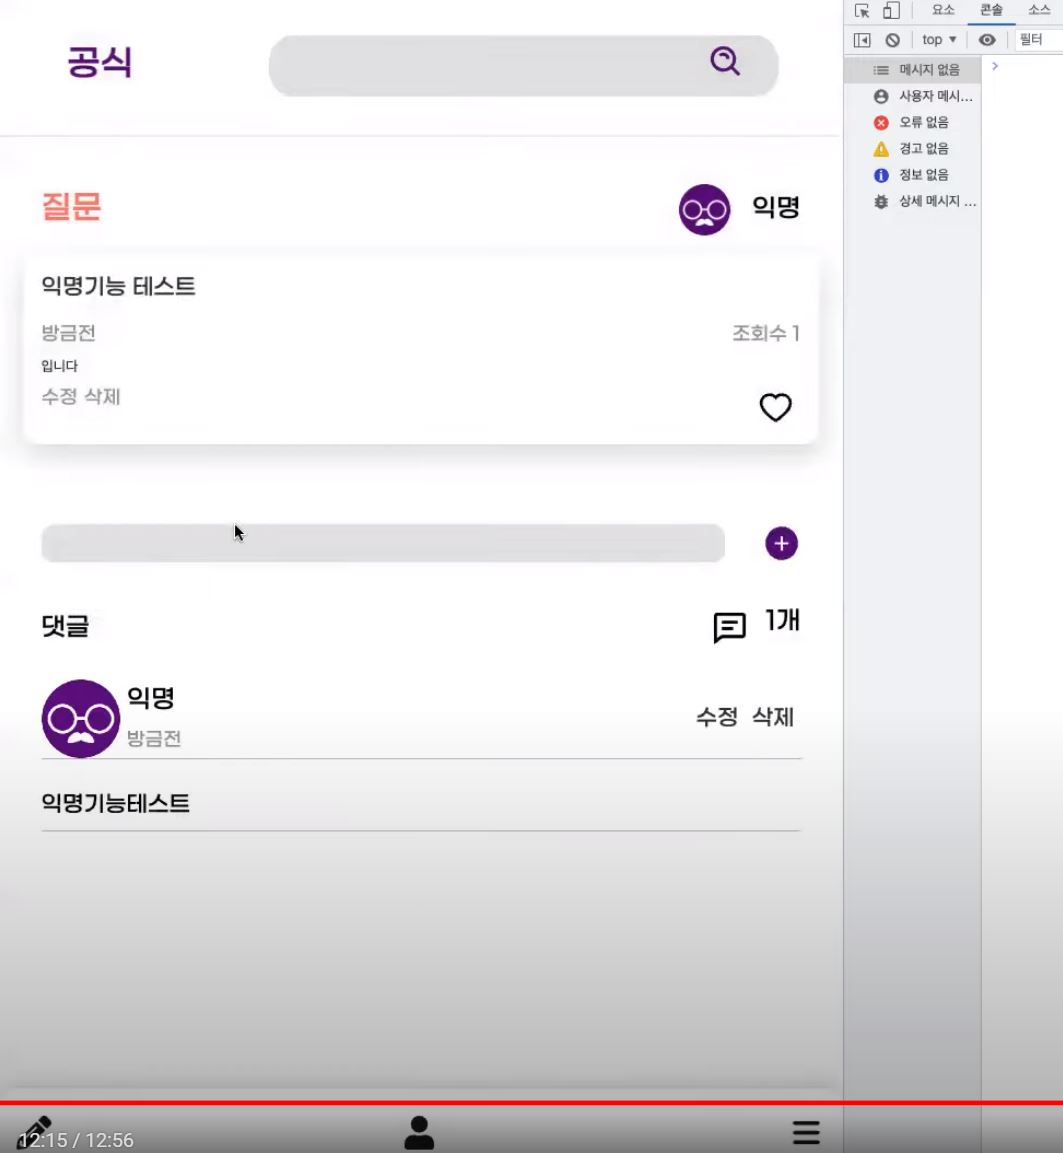 공식
질문
익명
익명기능 테스트
방금전 조회수 1
입니다
수정 삭제
댓글 1개
익명
방금전
수정 삭제
익명기능테스트
12:15 / 12:56
요소 콘솔 소스
top ▼ 필터
메시지 없음
사용자 메시...
오류 없음
경고 없음
정보 없음
상세 메시지 ...